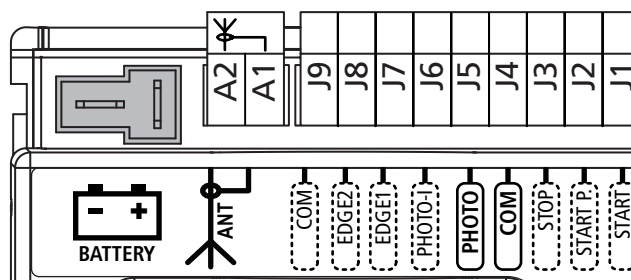 A2 A1 J9 J8 J7 J6 J5 J4 J3 J2 J1
- +
BATTERY
ANT
COM
EDGE2
EDGE1
PHOTO-I
PHOTO
COM
STOP
START P.
START